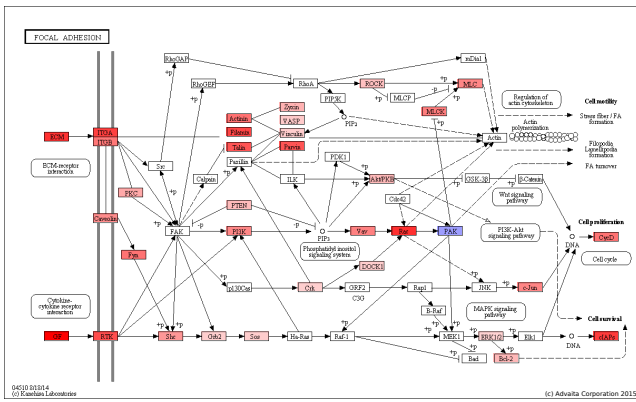 FOCAL ADHESION
RhoGAP
mDia1
+p
RhoGEF
RhoA
ROCK
+p
MLC
PIP5K
MLCP
-p
Regulation of
actin cytoskeleton
Cell motility
Actinin
Zyxin
VASP
MLCK
Filamin
Vinculin
PIP2
Actin
polymerization
Stress fiber / FA
formation
ECM
ITGA
ITGB
Talin
Parvin
Actin
Filopodia
Lamellipodia
formation
Src
Paxillin
PDK1
FA turnover
ECM-receptor
interaction
Calpain
ILK
Akt/PKB
GSK-3β
β-Catenin
PKC
Wnt signaling
pathway
PTEN
Cdc42
Caveolin
FAK
PI3K
PIP3
Vav
Rac
PAK
PI3K-Akt
signaling pathway
DNA
Cell proliferation
CycD
Phosphatidyl inositol
signaling system
Fyn
DOCK1
Cell cycle
p130Cas
Crk
GRF2
Rap1
JNK
c-Jun
Cytokine-
cytokine receptor
interaction
C3G
B-Raf
MAPK signaling
pathway
Cell survival
GF
RTK
Shc
Grb2
Sos
Ha-Ras
Raf-1
MEK1
ERK1/2
Elk1
DNA
cIAPs
Bad
Bcl-2
04510 8/18/14
(c) Kanehisa Laboratories
(c) Advaita Corporation 2015